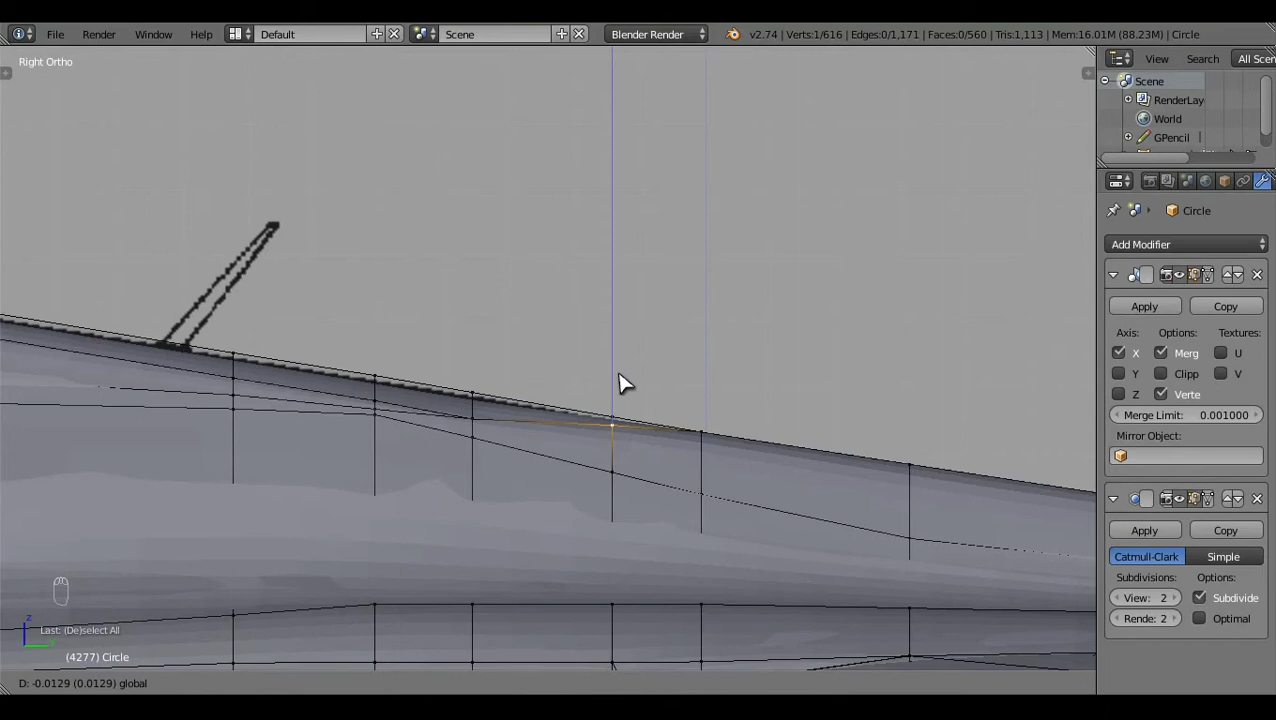 File Render Window Help Default Scene Blender Render v2.74 | Verts:1/616 | Edges:0/1,171 | Faces:0/560 | Tris:1,113 | Mem:16.01M (88.23M) | Circle
Right Ortho
View Search All Scen
Scene
RenderLay
World
GPencil
Circle
Add Modifier
Apply Copy
Axis: Options: Textures:
X Merg U
Y Clipp V
Z Verte
Merge Limit: 0.001000
Mirror Object:
Apply Copy
Catmull-Clark Simple
Subdivisions: Options:
View: 2 Subdivide
Rende: 2 Optimal
z
y
Last: (De)select All
(4277) Circle
D: -0.0129 (0.0129) global